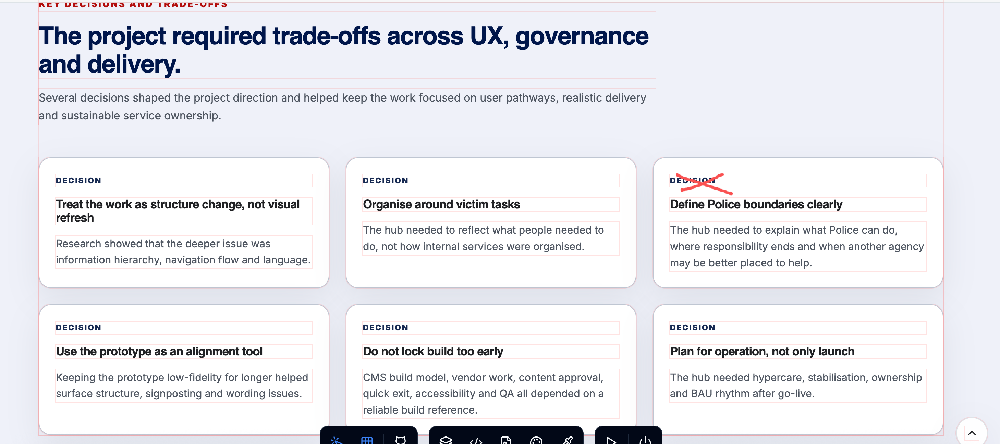 KEY DECISIONS AND TRADE-OFFS
The project required trade-offs across UX, governance
and delivery.
Several decisions shaped the project direction and helped keep the work focused on user pathways, realistic delivery
and sustainable service ownership.
DECISION
Treat the work as structure change, not visual
refresh
Research showed that the deeper issue was
information hierarchy, navigation flow and language.
DECISION
Organise around victim tasks
The hub needed to reflect what people needed to
do, not how internal services were organised.
DECISION
Define Police boundaries clearly
The hub needed to explain what Police can do,
where responsibility ends and when another agency
may be better placed to help.
DECISION
Use the prototype as an alignment tool
Keeping the prototype low-fidelity for longer helped
surface structure, signposting and wording issues.
DECISION
Do not lock build too early
CMS build model, vendor work, content approval,
quick exit, accessibility and QA all depended on a
reliable build reference.
DECISION
Plan for operation, not only launch
The hub needed hypercare, stabilisation, ownership
and BAU rhythm after go-live.